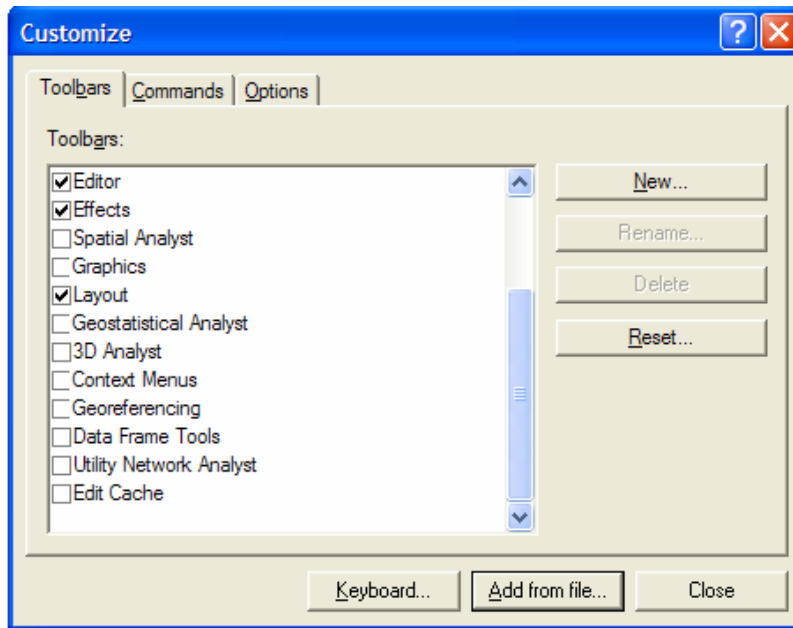 Customize
Toolbars Commands Options
Toolbars:
Editor
Effects
Spatial Analyst
Graphics
Layout
Geostatistical Analyst
3D Analyst
Context Menus
Georeferencing
Data Frame Tools
Utility Network Analyst
Edit Cache
New...
Rename...
Delete
Reset...
Keyboard... Add from file... Close